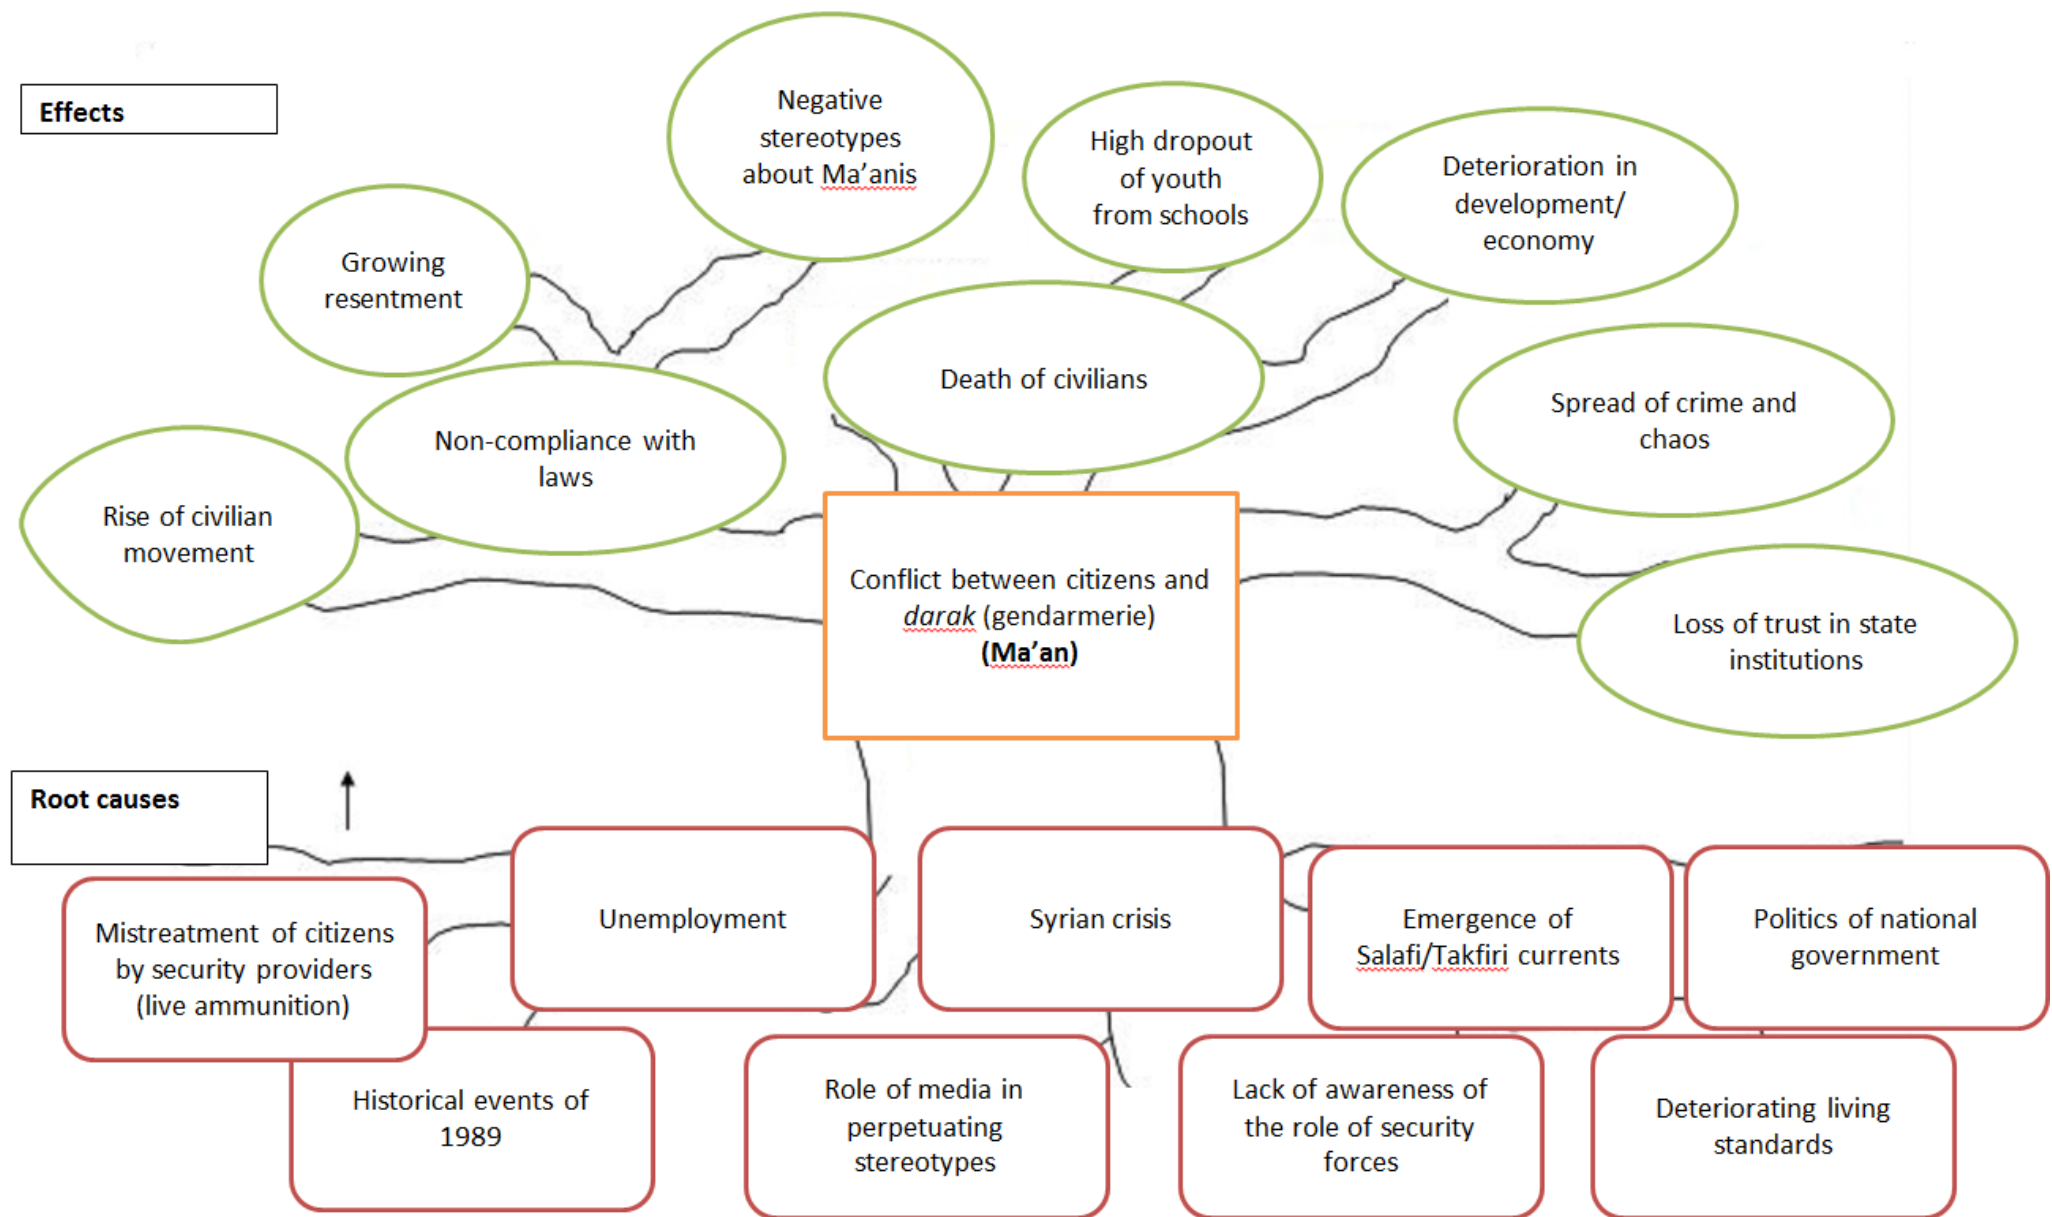 Effects
Negative
stereotypes
about Ma’anis
High dropout
of youth
from schools
Deterioration in
development/
economy
Growing
resentment
Death of civilians
Spread of crime and
chaos
Non-compliance with
laws
Rise of civilian
movement
Conflict between citizens and
darak (gendarmerie)
(Ma’an)
Loss of trust in state
institutions
Root causes
Mistreatment of citizens
by security providers
(live ammunition)
Unemployment
Syrian crisis
Emergence of
Salafi/Takfiri currents
Politics of national
government
Historical events of
1989
Role of media in
perpetuating
stereotypes
Lack of awareness of
the role of security
forces
Deteriorating living
standards